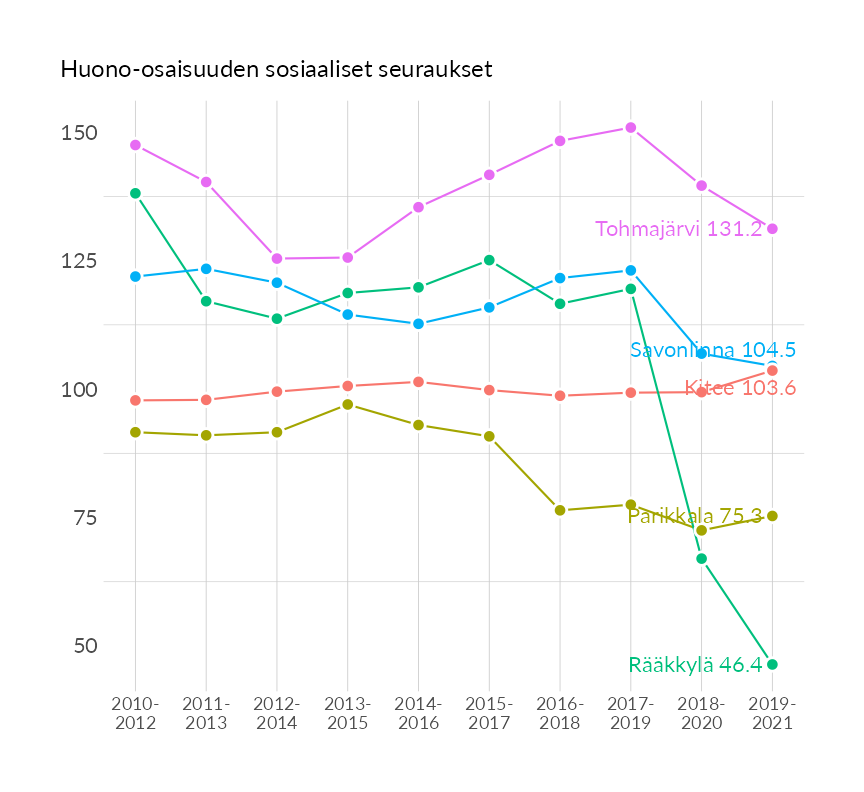 Huono-osaisuuden sosiaaliset seuraukset
150
125
100
75
50
Tohmajärvi 131.2
Savonlinna 104.5
Kitee 103.6
Parikkala 75.3
Rääkkylä 46.4
2010- 2011- 2012- 2013- 2014- 2015- 2016- 2017- 2018- 2019-
2012 2013 2014 2015 2016 2017 2018 2019 2020 2021